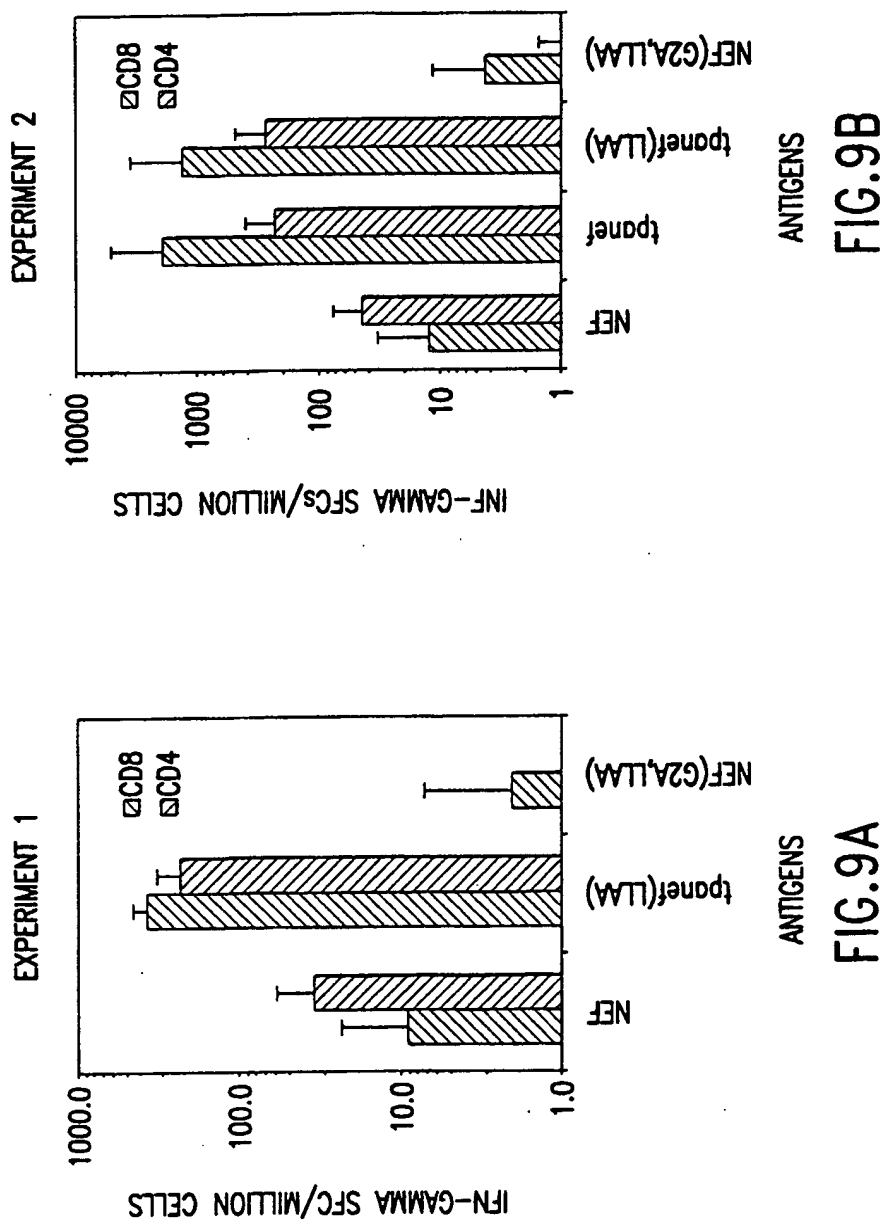 EXPERIMENT 1
IFN-GAMMA SFC/MILLION CELLS
1000.0
100.0
10.0
1.0
CD8
CD4
NEF
tpanef(LLAA)
NEF(G2A,LLAA)
ANTIGENS
FIG.9A
EXPERIMENT 2
INF-GAMMA SFCs/MILLION CELLS
10000
1000
100
10
1
CD8
CD4
NEF
tpanef
tpanef(LLAA)
NEF(G2A,LLAA)
ANTIGENS
FIG.9B